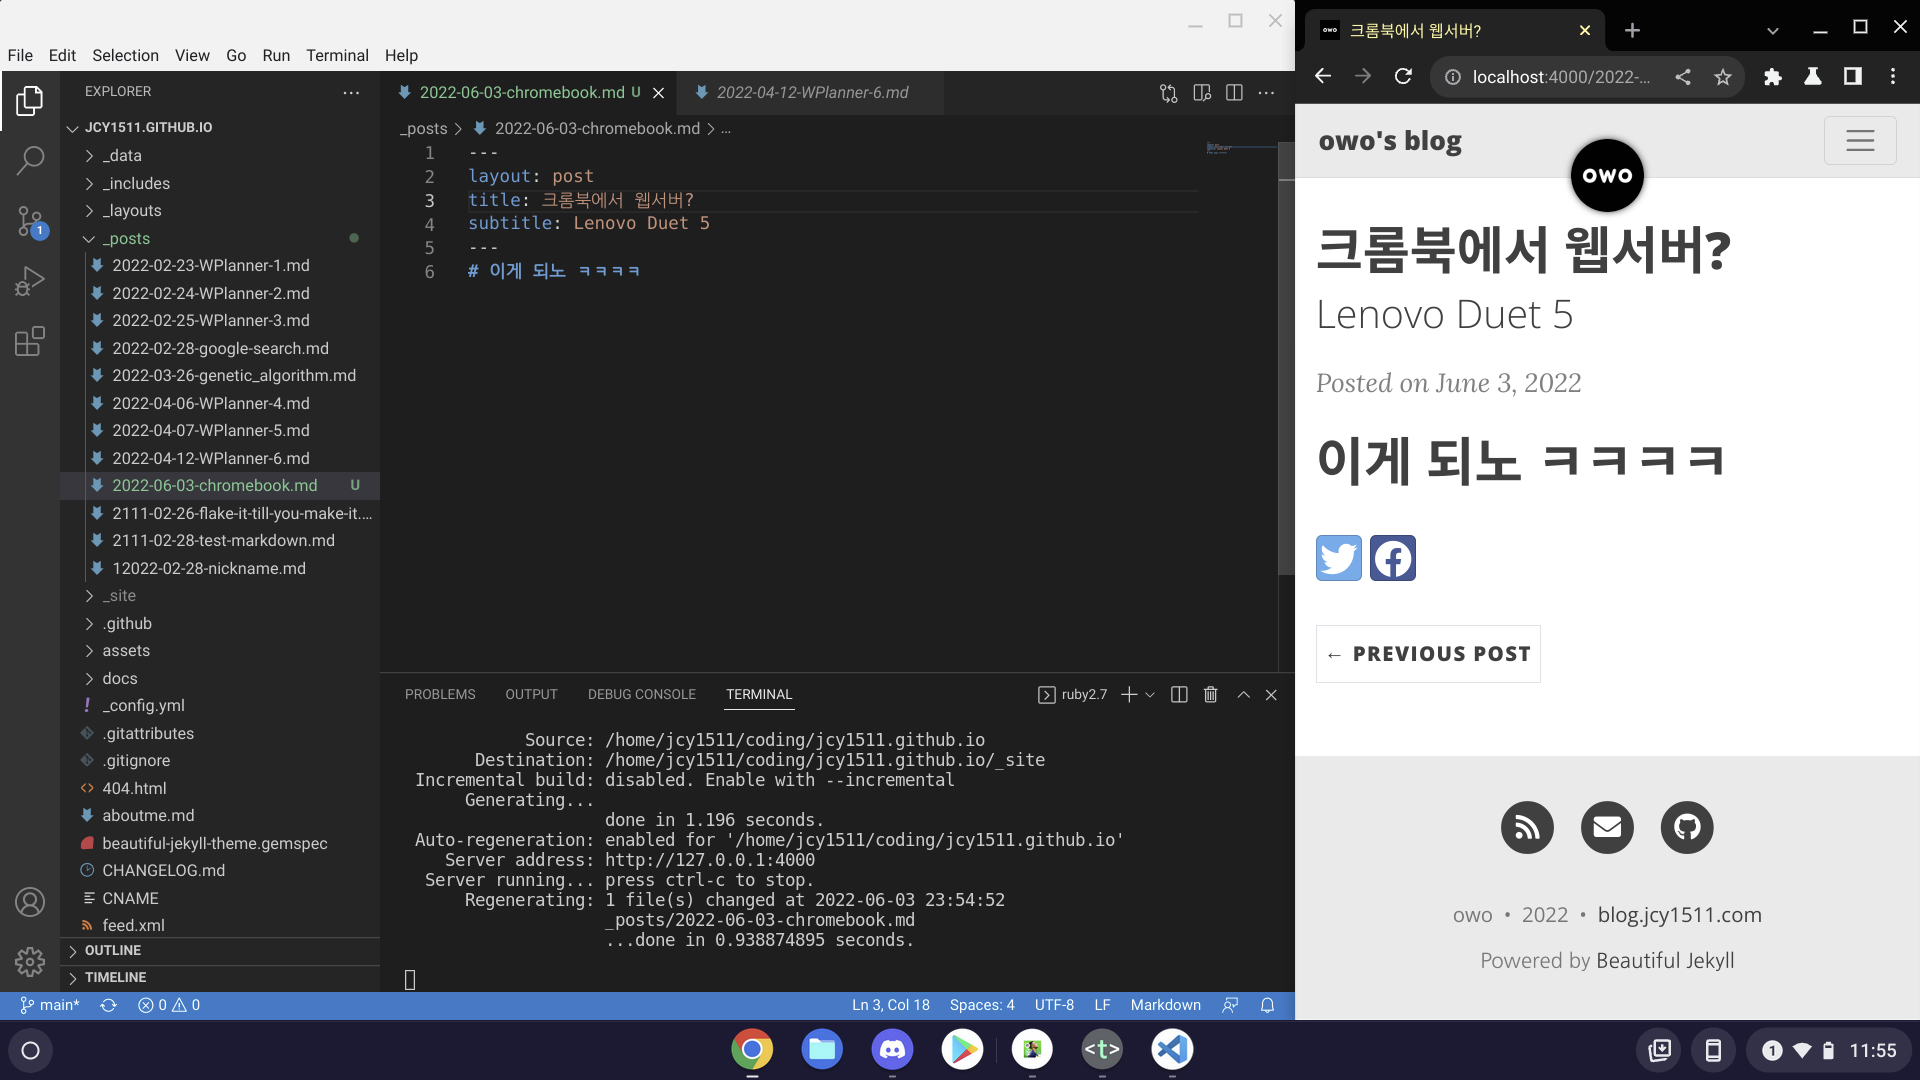 File Edit Selection View Go Run Terminal Help
EXPLORER
JCY1511.GITHUB.IO
_data
_includes
_layouts
_posts
2022-02-23-WPlanner-1.md
2022-02-24-WPlanner-2.md
2022-02-25-WPlanner-3.md
2022-02-28-google-search.md
2022-03-26-genetic_algorithm.md
2022-04-06-WPlanner-4.md
2022-04-07-WPlanner-5.md
2022-04-12-WPlanner-6.md
2022-06-03-chromebook.md U
2111-02-26-flake-it-till-you-make-it....
2111-02-28-test-markdown.md
12022-02-28-nickname.md
_site
.github
assets
docs
_config.yml
.gitattributes
.gitignore
404.html
aboutme.md
beautiful-jekyll-theme.gemspec
CHANGELOG.md
CNAME
feed.xml
OUTLINE
TIMELINE
1
2022-06-03-chromebook.md U
2022-04-12-WPlanner-6.md
_posts > 2022-06-03-chromebook.md > ...
1 ---
2 layout: post
3 title: 크롬북에서 웹서버?
4 subtitle: Lenovo Duet 5
5 ---
6 # 이게 되노 ㅋㅋㅋㅋ
PROBLEMS OUTPUT DEBUG CONSOLE TERMINAL
ruby2.7
Source: /home/jcy1511/coding/jcy1511.github.io
Destination: /home/jcy1511/coding/jcy1511.github.io/_site
Incremental build: disabled. Enable with --incremental
Generating...
done in 1.196 seconds.
Auto-regeneration: enabled for '/home/jcy1511/coding/jcy1511.github.io'
Server address: http://127.0.0.1:4000
Server running... press ctrl-c to stop.
Regenerating: 1 file(s) changed at 2022-06-03 23:54:52
_posts/2022-06-03-chromebook.md
...done in 0.938874895 seconds.
main* 0 0
Ln 3, Col 18 Spaces: 4 UTF-8 LF Markdown
owo 크롬북에서 웹서버?
localhost:4000/2022-...
owo's blog
owo
크롬북에서 웹서버?
Lenovo Duet 5
Posted on June 3, 2022
이게 되노 ㅋㅋㅋㅋ
← PREVIOUS POST
owo • 2022 • blog.jcy1511.com
Powered by Beautiful Jekyll
<t>
1 11:55